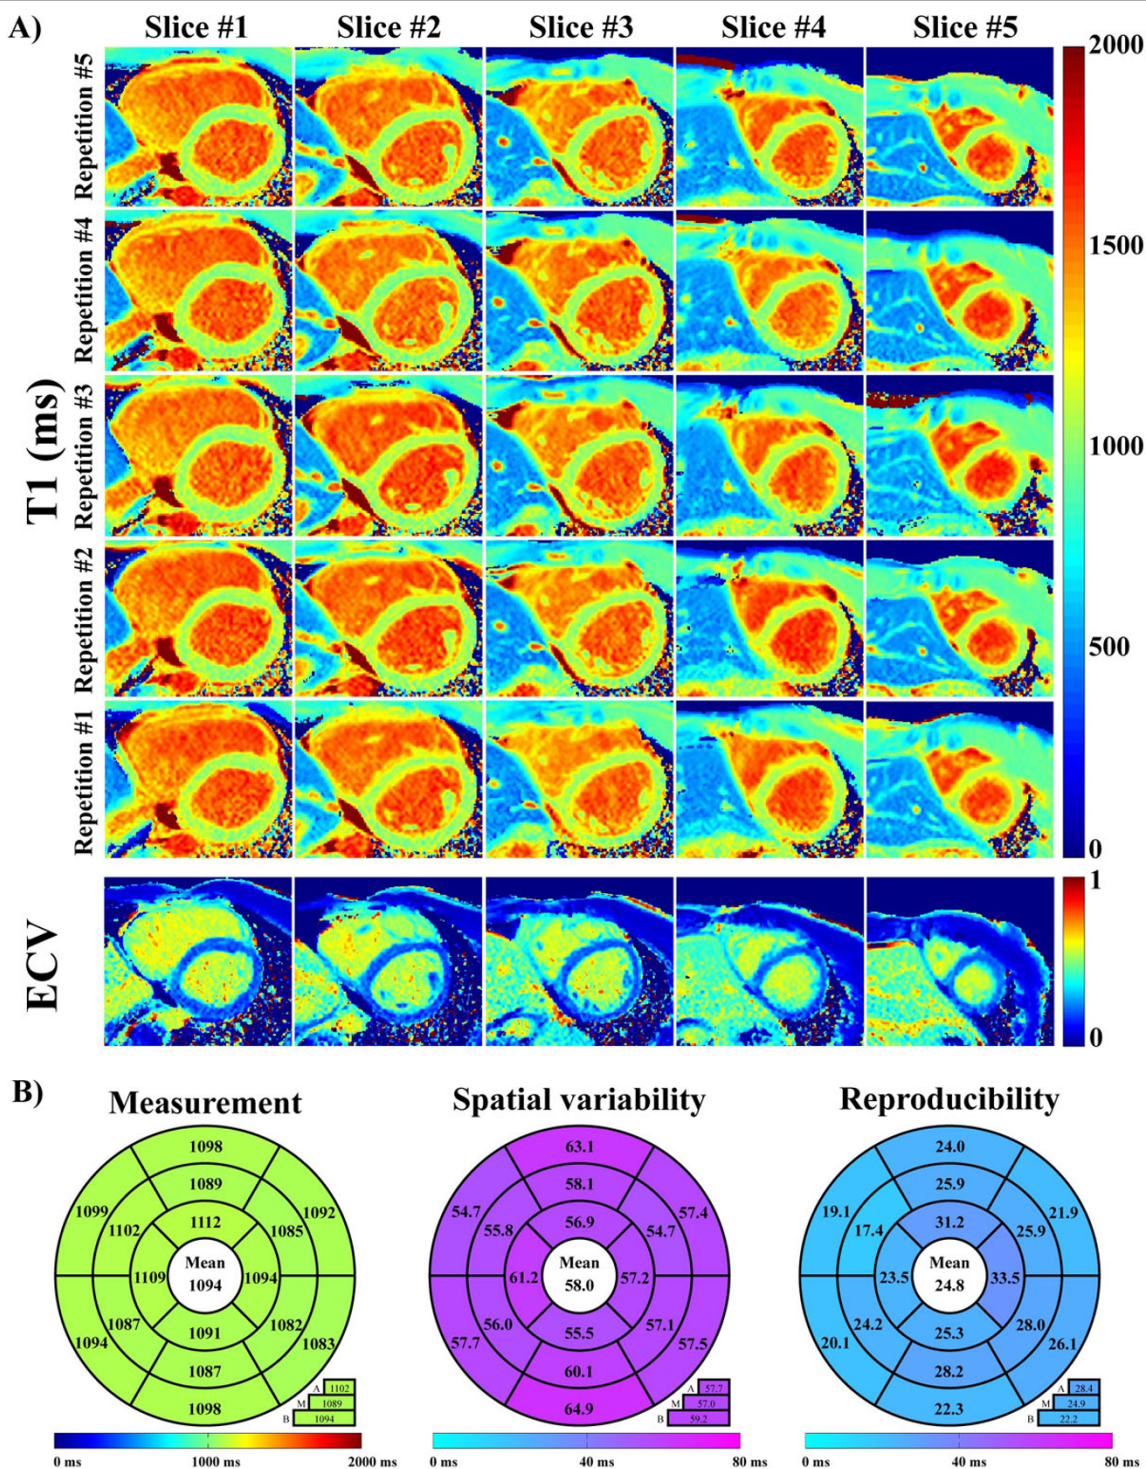 A)
Slice #1 Slice #2 Slice #3 Slice #4 Slice #5
T1 (ms)
Repetition #5
Repetition #4
Repetition #3
Repetition #2
Repetition #1
2000
1500
1000
500
0
ECV
1
0
B)
Measurement
1098
1089
1112
1099
1102
1092
1085
Mean
1094
1109
1094
1094
1087
1082
1083
1091
1087
1098
A 1102
M 1089
B 1094
0 ms 1000 ms 2000 ms
Spatial variability
63.1
58.1
56.9
54.7
55.8
57.4
54.7
Mean
58.0
61.2
57.2
57.7
56.0
57.1
57.5
55.5
60.1
64.9
A 57.7
M 57.0
B 59.2
0 ms 40 ms 80 ms
Reproducibility
24.0
25.9
31.2
19.1
17.4
21.9
25.9
Mean
24.8
23.5
33.5
20.1
24.2
28.0
26.1
25.3
28.2
22.3
A 28.4
M 24.9
B 22.2
0 ms 40 ms 80 ms